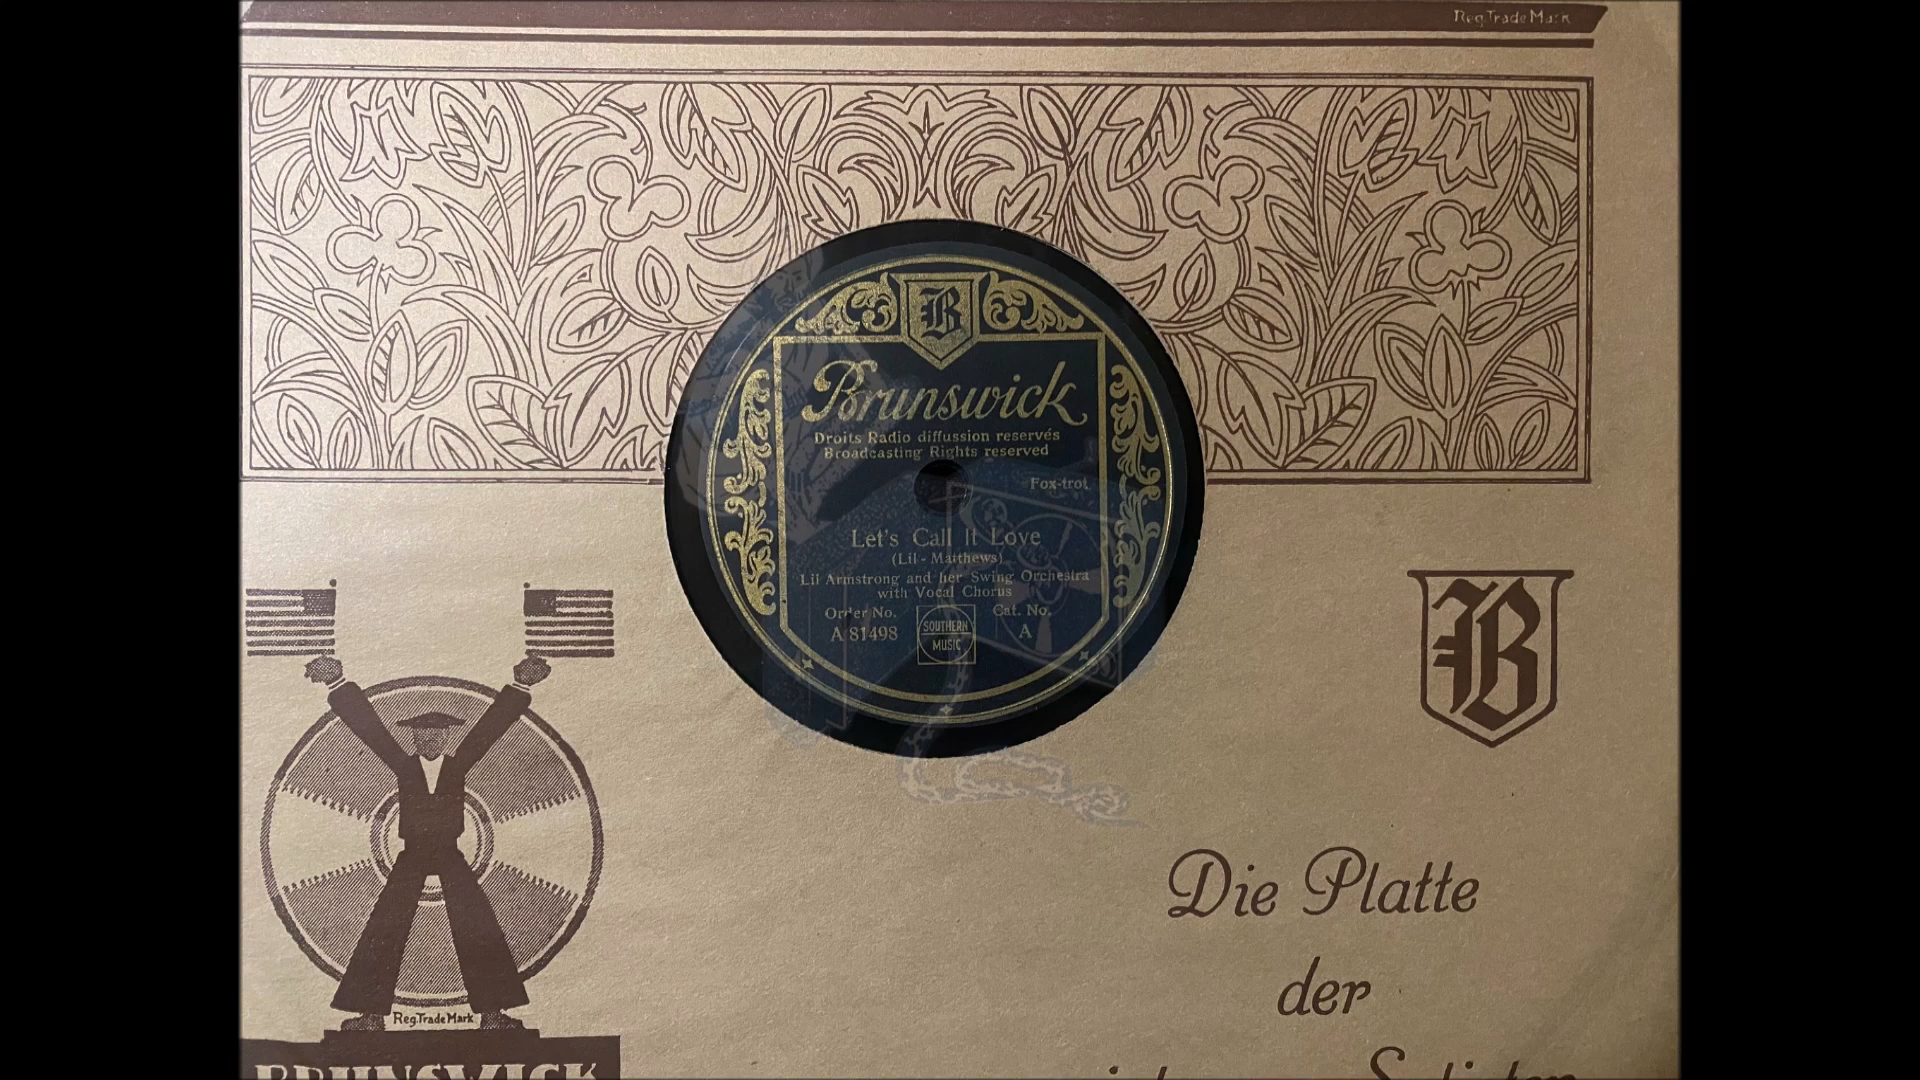 Reg. Trade Mark
B
Brunswick
Droits Radio diffussion reservés
Broadcasting Rights reserved
Fox-trot
Let's Call It Love
(Lil - Matthews)
Lil Armstrong and her Swing Orchestra
with Vocal Chorus
Order No.
Cat. No.
A 81498
SOUTHERN
MUSIC
A
B
Die Platte
der
Reg. Trade Mark
BRUNSWICK